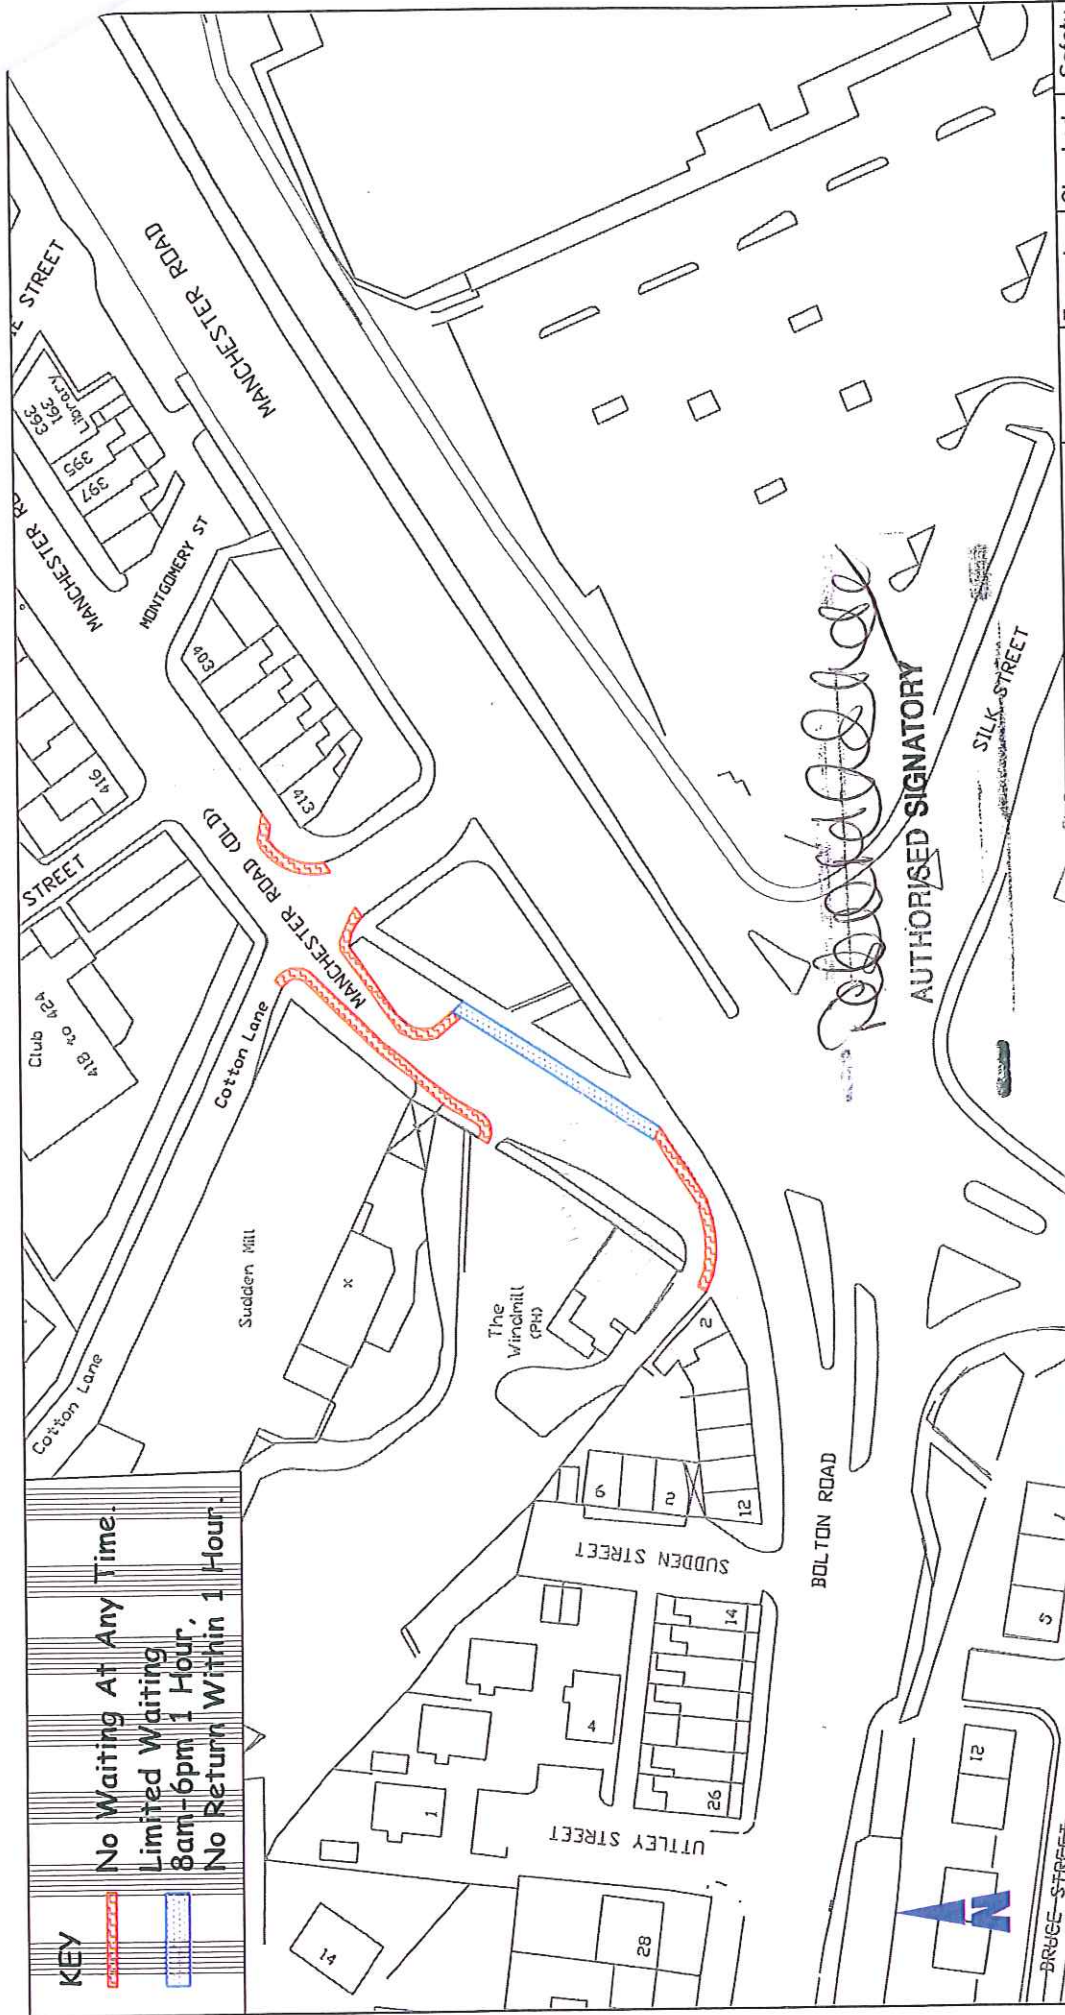 KEY
No Waiting At Any Time.
Limited Waiting
8am-6pm 1 Hour,
No Return Within 1 Hour.
Cotton Lane
Cotton Lane
Sudden Mill
x
Club
418 to 424
STREET
416
MANCHESTER
MANCHESTER ROAD (OLD)
MONTGOMERY ST
393
391
Library
395
397
STREET
403
413
MANCHESTER ROAD
MANCHESTER ROAD
The
Windmill
(PH)
2
6
2
12
SUDDEN STREET
14
26
4
1
UTTLEY STREET
14
28
BOLTON ROAD
AUTHORISED SIGNATORY
SILK STREET
5
12
N
STREET